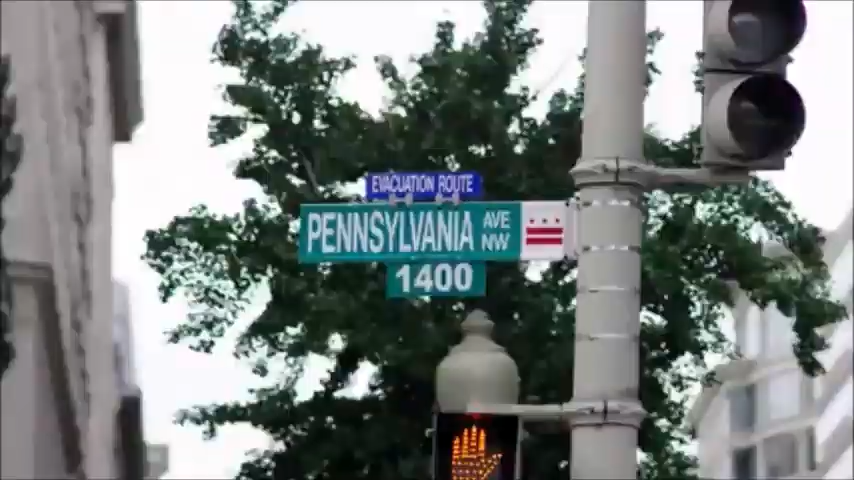 EVACUATION ROUTE
PENNSYLVANIA AVE NW
1400